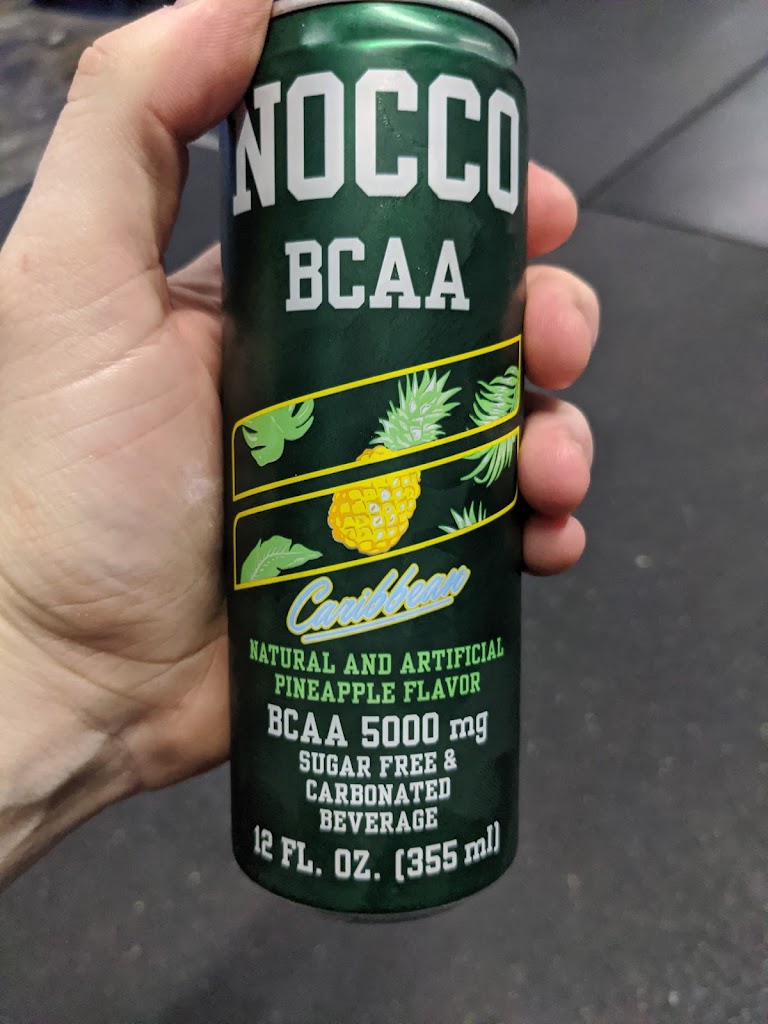 NOCCO
BCAA
Caribbean
NATURAL AND ARTIFICIAL
PINEAPPLE FLAVOR
BCAA 5000 mg
SUGAR FREE &
CARBONATED
BEVERAGE
12 FL. OZ. (355 ml)